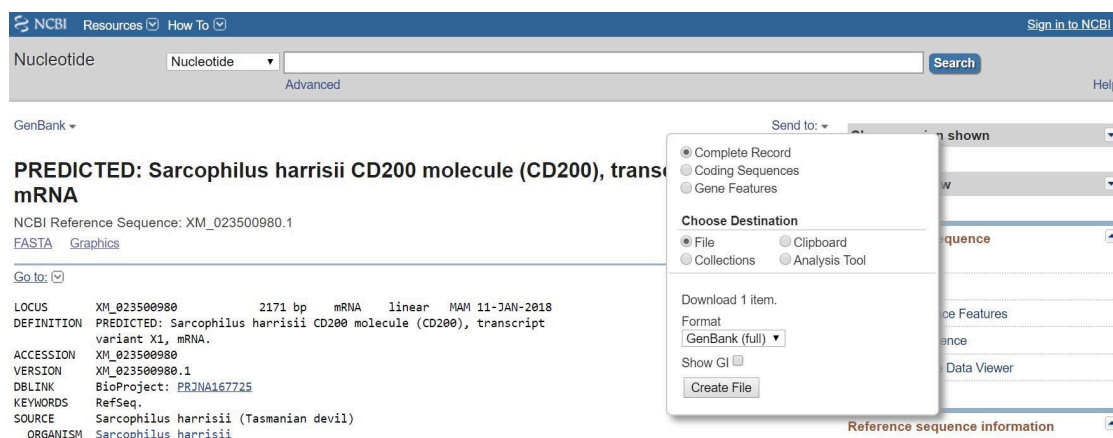 NCBI Resources How To Sign in to NCBI
Nucleotide Nucleotide Search
Advanced Help
GenBank Send to:
Complete Record
Coding Sequences
Gene Features
PREDICTED: Sarcophilus harrisii CD200 molecule (CD200), trans
mRNA
NCBI Reference Sequence: XM_023500980.1
FASTA Graphics
Choose Destination
File Clipboard
Collections Analysis Tool
Go to:
Download 1 item.
Format
GenBank (full)
Show GI
Create File
LOCUS XM_023500980 2171 bp mRNA linear MAM 11-JAN-2018
DEFINITION PREDICTED: Sarcophilus harrisii CD200 molecule (CD200), transcript
variant X1, mRNA.
ACCESSION XM_023500980
VERSION XM_023500980.1
DBLINK BioProject: PRJNA167725
KEYWORDS RefSeq.
SOURCE Sarcophilus harrisii (Tasmanian devil)
ORGANISM Sarcophilus harrisii
n shown
w
equence
ce Features
ence
Data Viewer
Reference sequence information